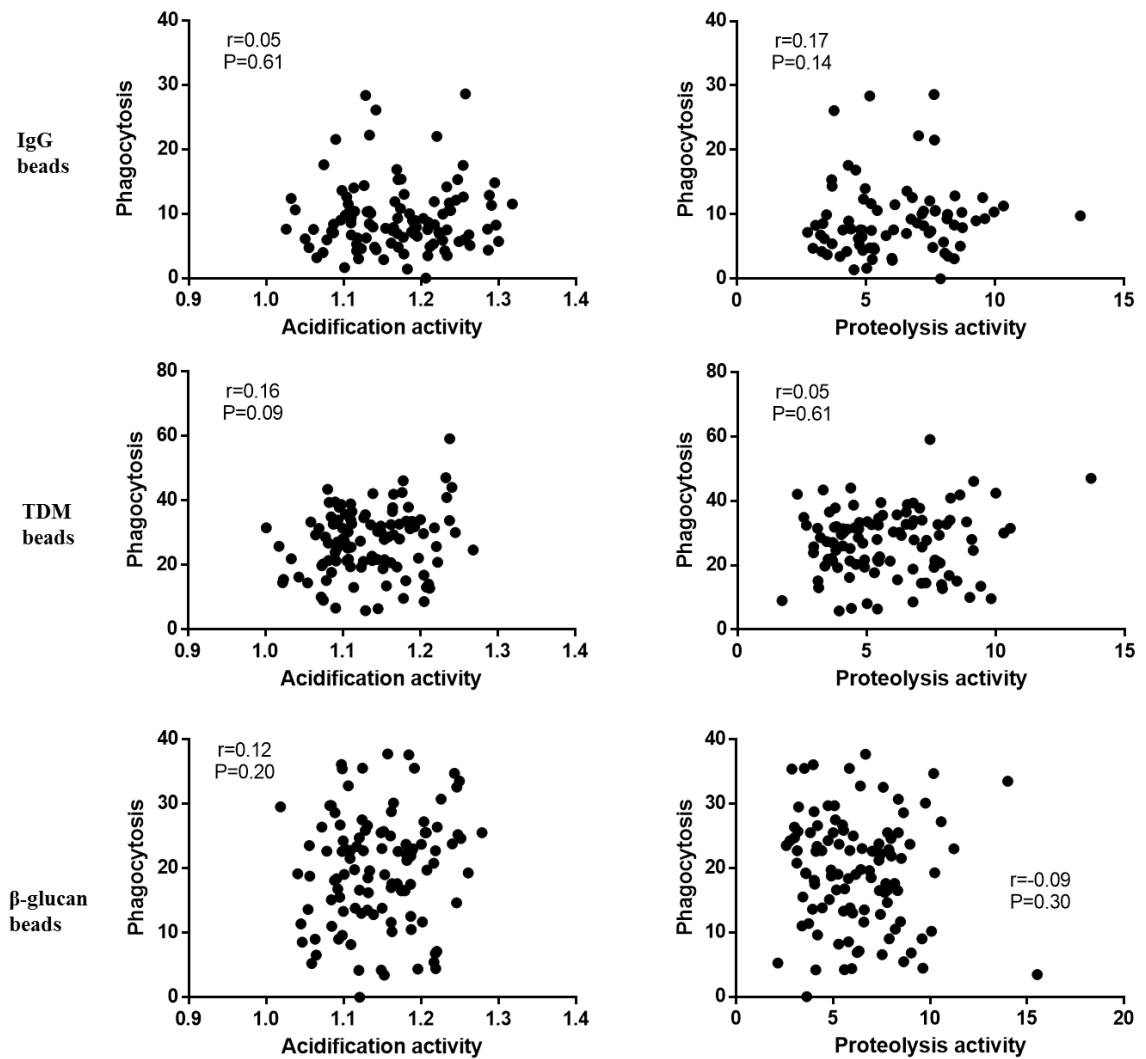 IgG
beads
Phagocytosis
40
30
20
10
0
r=0.05
P=0.61
0.9 1.0 1.1 1.2 1.3 1.4
Acidification activity
Phagocytosis
40
30
20
10
0
r=0.17
P=0.14
0 5 10 15
Proteolysis activity
TDM
beads
Phagocytosis
80
60
40
20
0
r=0.16
P=0.09
0.9 1.0 1.1 1.2 1.3 1.4
Acidification activity
Phagocytosis
80
60
40
20
0
r=0.05
P=0.61
0 5 10 15
Proteolysis activity
β-glucan
beads
Phagocytosis
40
30
20
10
0
r=0.12
P=0.20
0.9 1.0 1.1 1.2 1.3 1.4
Acidification activity
Phagocytosis
40
30
20
10
0
r=-0.09
P=0.30
0 5 10 15 20
Proteolysis activity